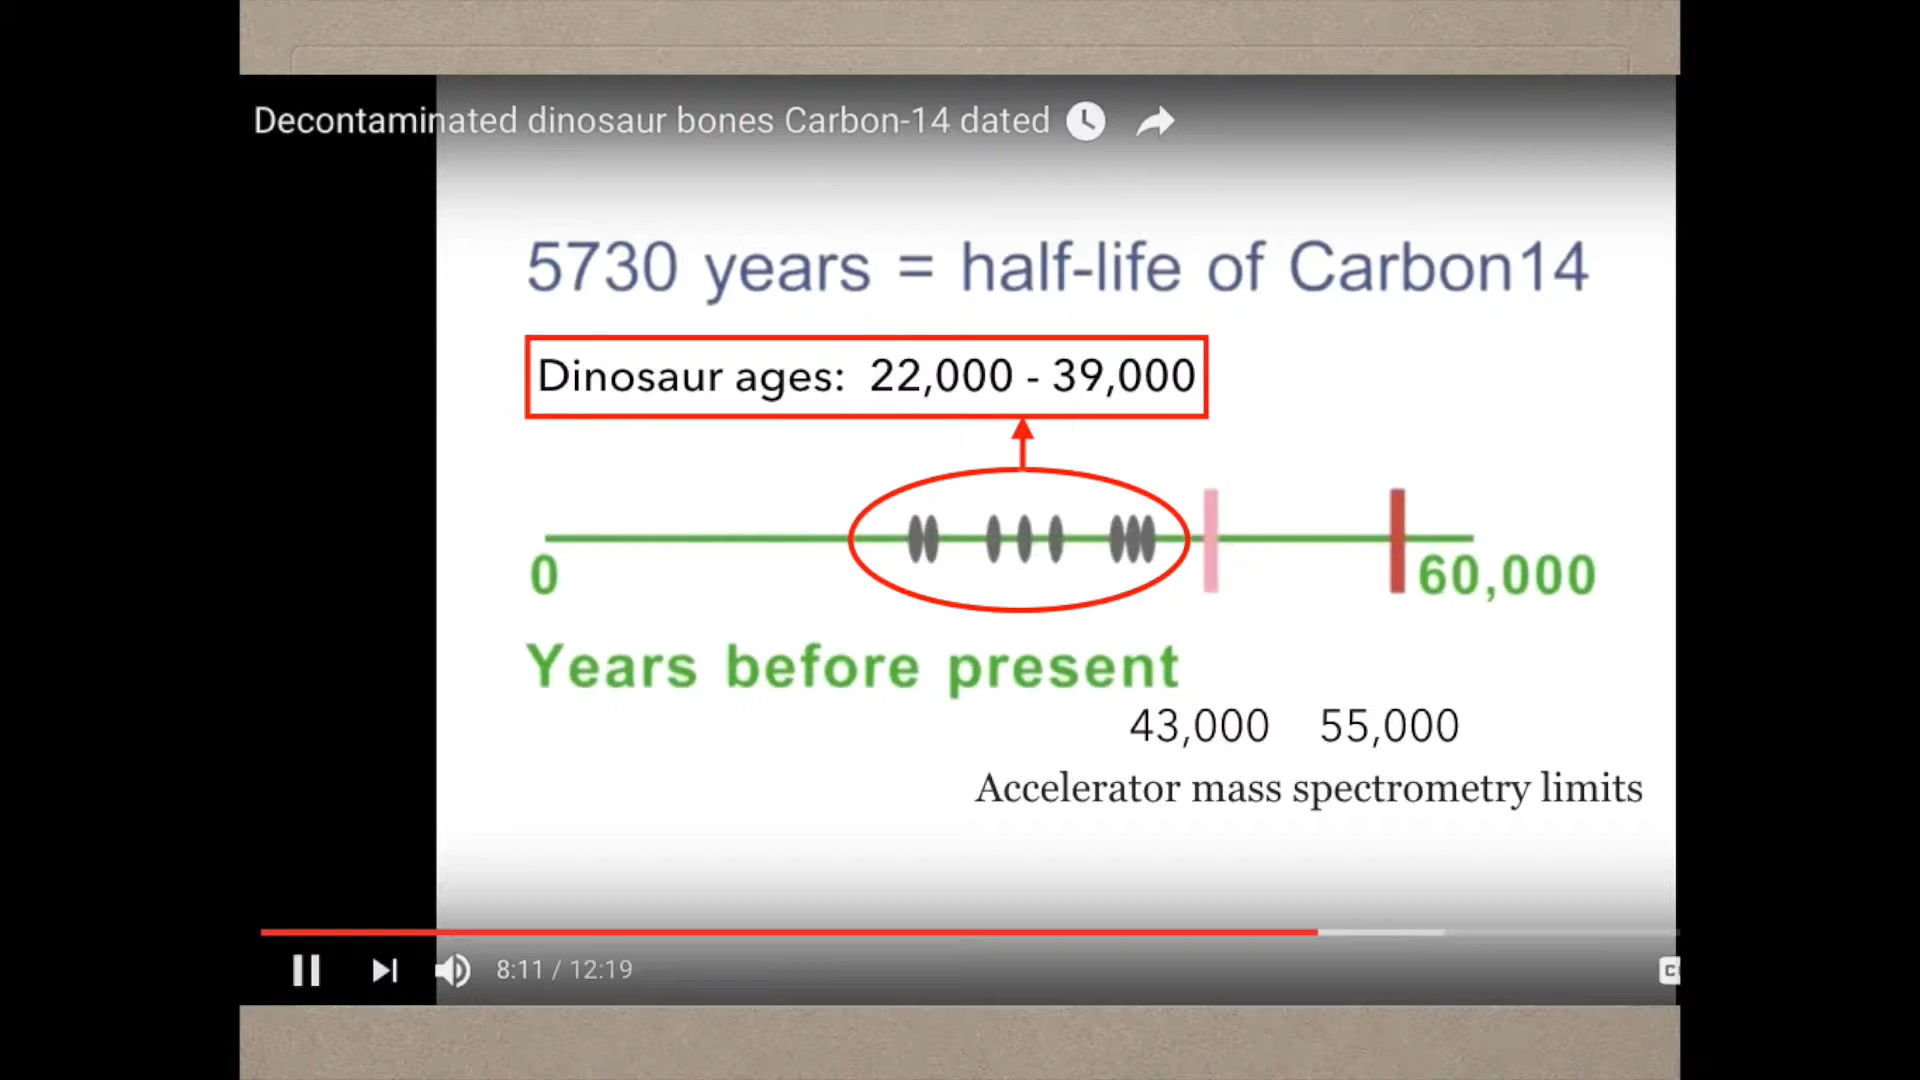 Decontaminated dinosaur bones Carbon-14 dated
5730 years = half-life of Carbon14
Dinosaur ages: 22,000 - 39,000
0
60,000
Years before present
43,000 55,000
Accelerator mass spectrometry limits
8:11 / 12:19